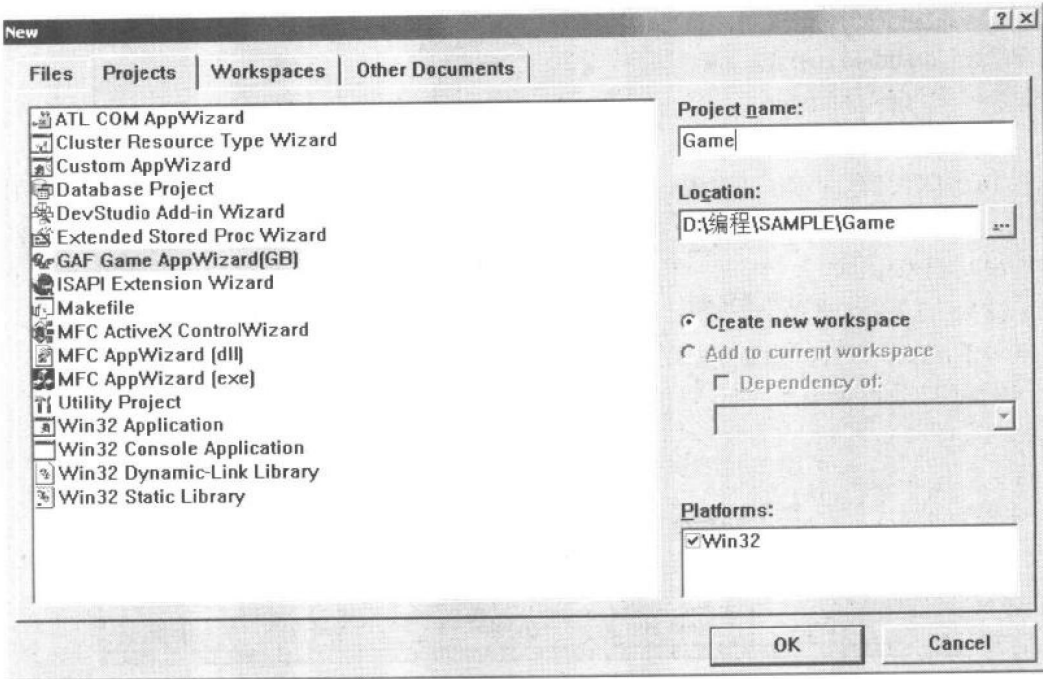 New
Files Projects Workspaces Other Documents
ATL COM AppWizard
Cluster Resource Type Wizard
Custom AppWizard
Database Project
DevStudio Add-in Wizard
Extended Stored Proc Wizard
GAF Game AppWizard(GB)
ISAPI Extension Wizard
Makefile
MFC ActiveX ControlWizard
MFC AppWizard (dll)
MFC AppWizard (exe)
Utility Project
Win32 Application
Win32 Console Application
Win32 Dynamic-Link Library
Win32 Static Library
Project name:
Game
Location:
D:\编程\SAMPLE\Game
...
Create new workspace
Add to current workspace
Dependency of:
Platforms:
Win32
OK Cancel